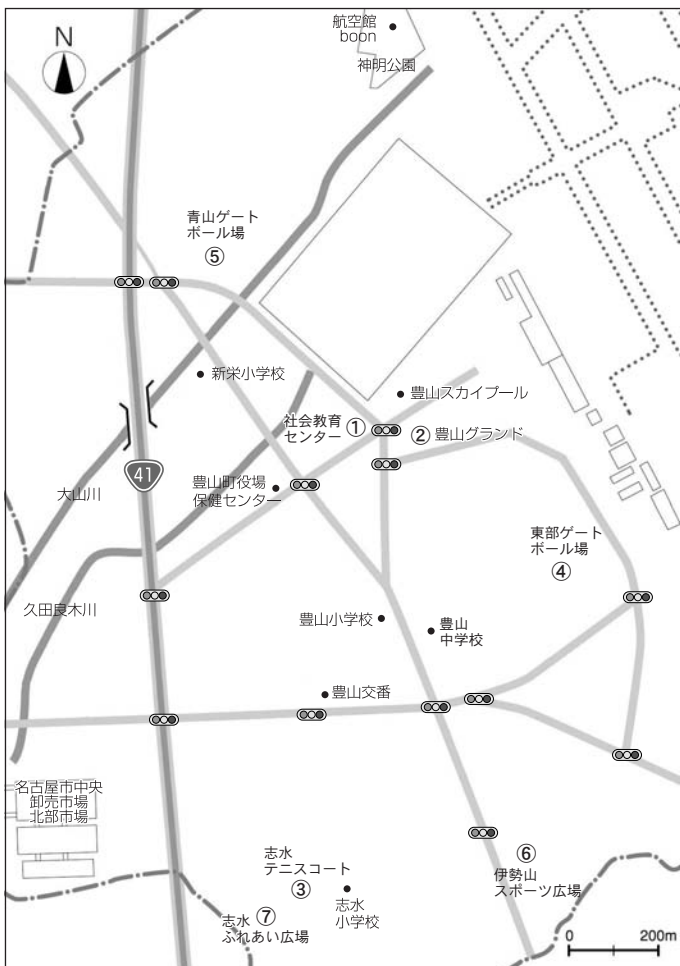 航空館
boon
神明公園
N
青山ゲート
ボール場
⑤
新栄小学校
豊山スカイプール
社会教育
センター ①
② 豊山グランド
41
豊山町役場
保健センター
大山川
東部ゲート
ボール場
④
久田良木川
豊山小学校
豊山
中学校
豊山交番
名古屋市中央
卸売市場
北部市場
志水
テニスコート
③
⑥
伊勢山
スポーツ広場
志水
小学校
志水 ⑦
ふれあい広場
0 200m